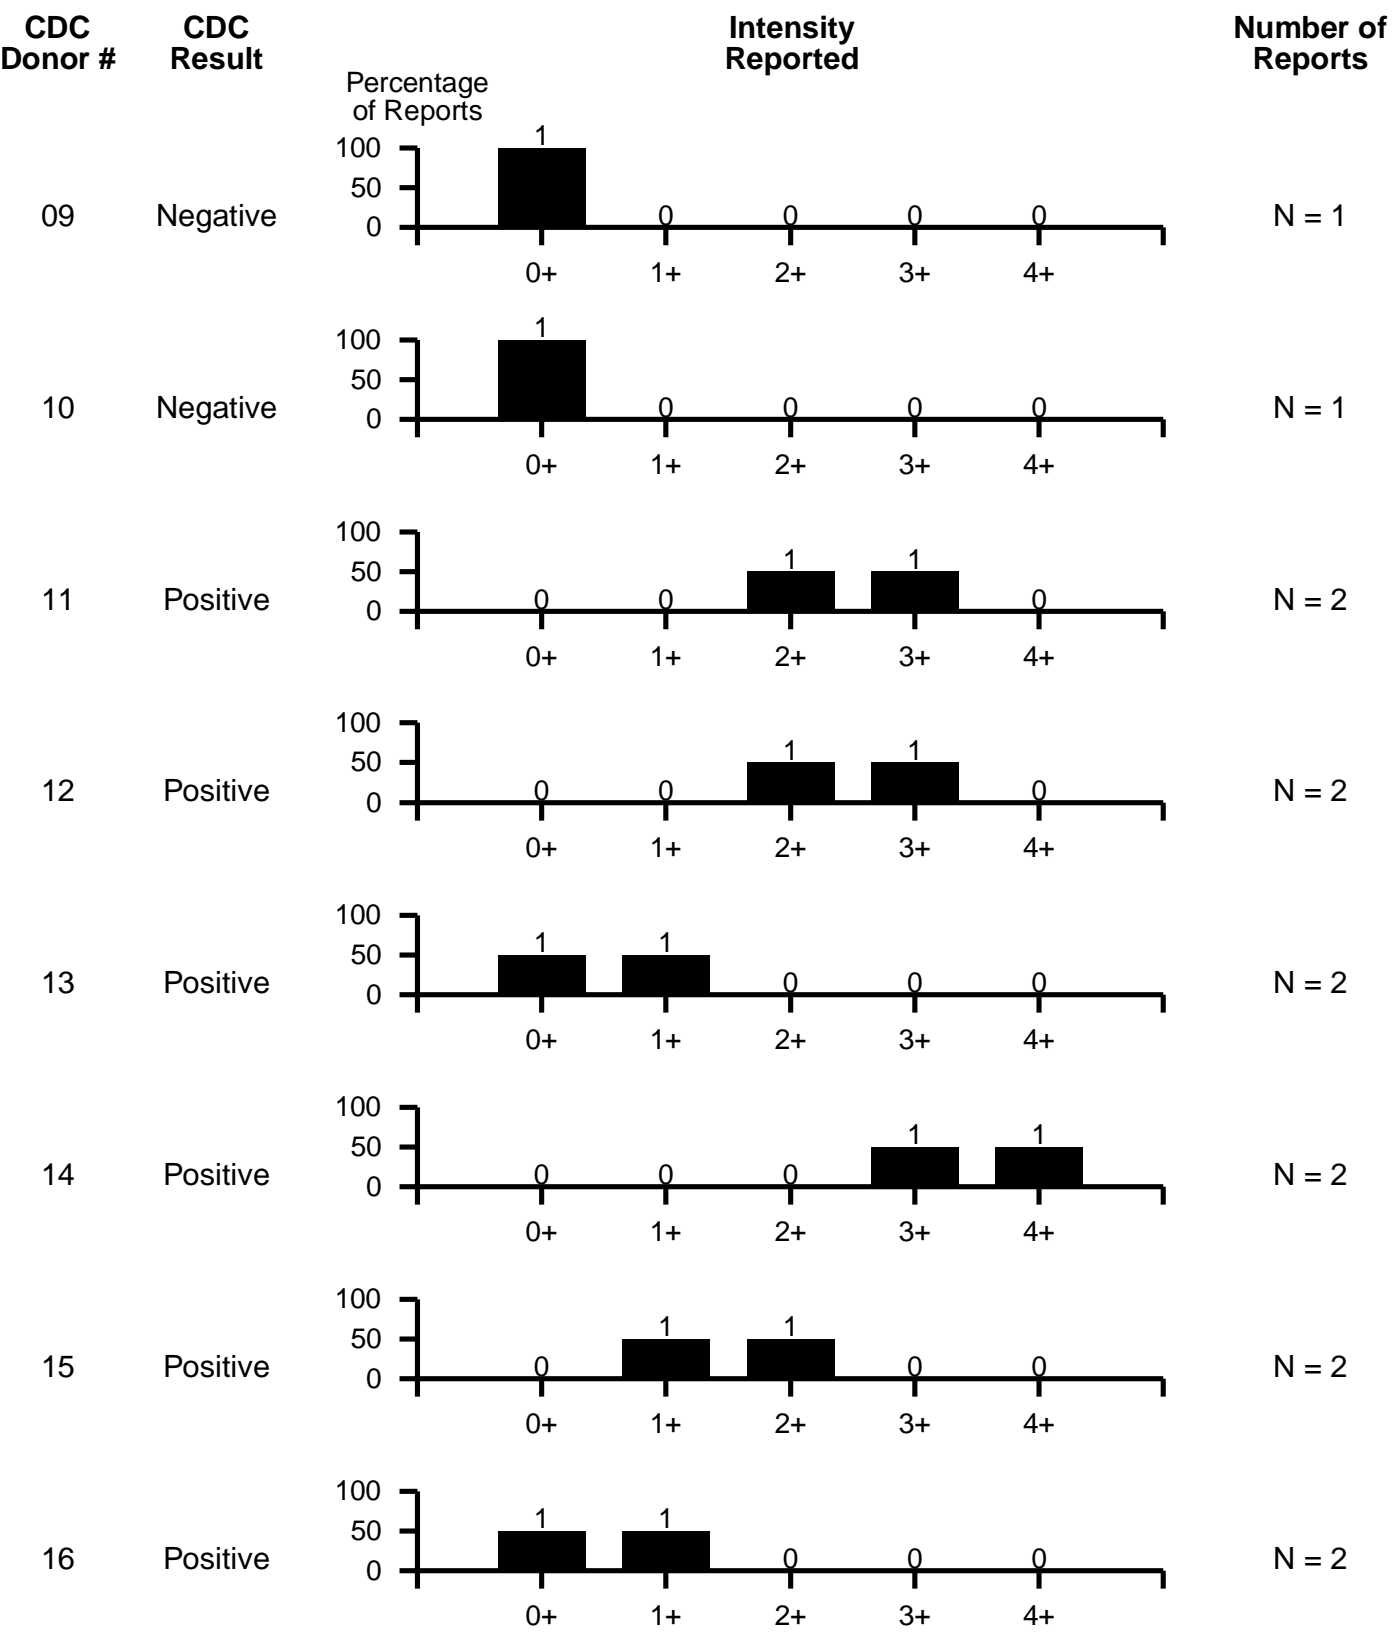 CDC CDC Intensity Number of
Donor # Result Reported Reports
Percentage
of Reports
1
100
50
09 Negative 0 0 0 0 0 N = 1
0+ 1+ 2+ 3+ 4+
1
100
50
10 Negative 0 0 0 0 0 N = 1
0+ 1+ 2+ 3+ 4+
100
1 1
50
11 Positive 0 0 0 0 N = 2
0+ 1+ 2+ 3+ 4+
100
1 1
50
12 Positive 0 0 0 0 N = 2
0+ 1+ 2+ 3+ 4+
100
1 1
50
13 Positive 0 0 0 0 N = 2
0+ 1+ 2+ 3+ 4+
100
1 1
50
14 Positive 0 0 0 0 N = 2
0+ 1+ 2+ 3+ 4+
100
1 1
50
15 Positive 0 0 0 0 N = 2
0+ 1+ 2+ 3+ 4+
100
1 1
50
16 Positive 0 0 0 0 N = 2
0+ 1+ 2+ 3+ 4+